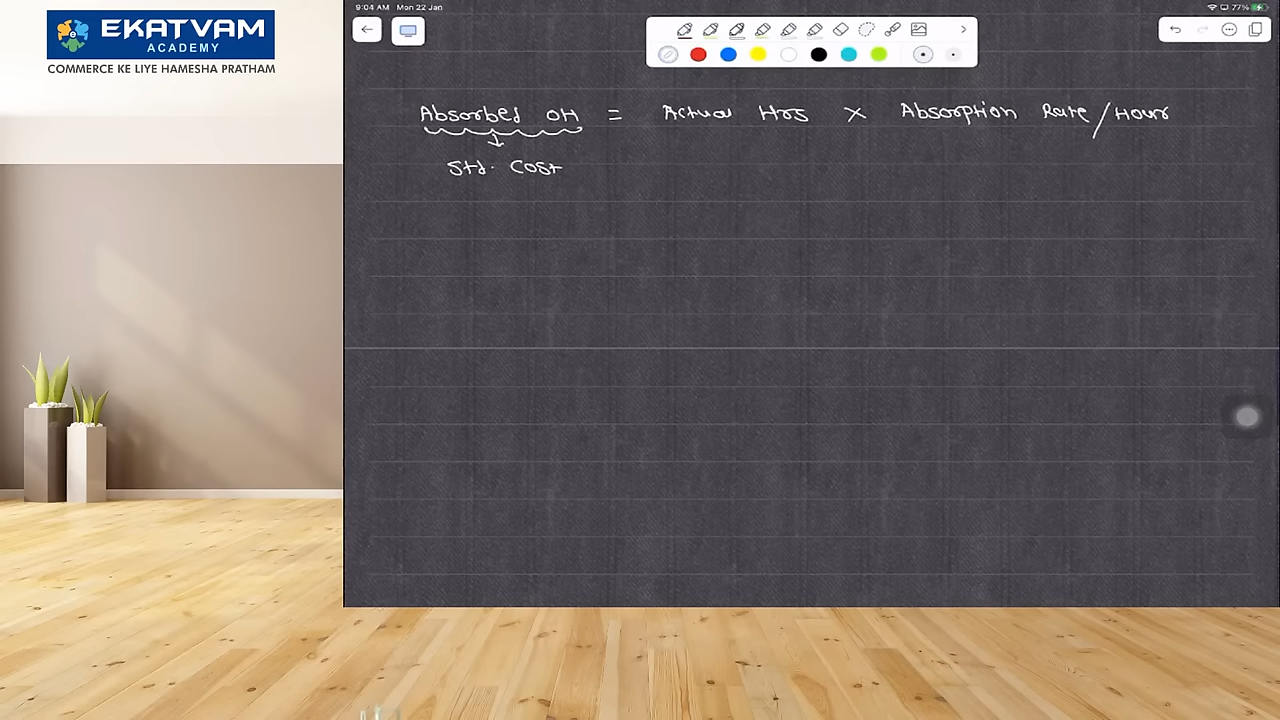 EKATVAM
ACADEMY
COMMERCE KE LIYE HAMESHA PRATHAM
9:04 AM Mon 22 Jan
77%
Absorbed OH = Actual Hrs × Absorption Rate/Hour
Std. Cost